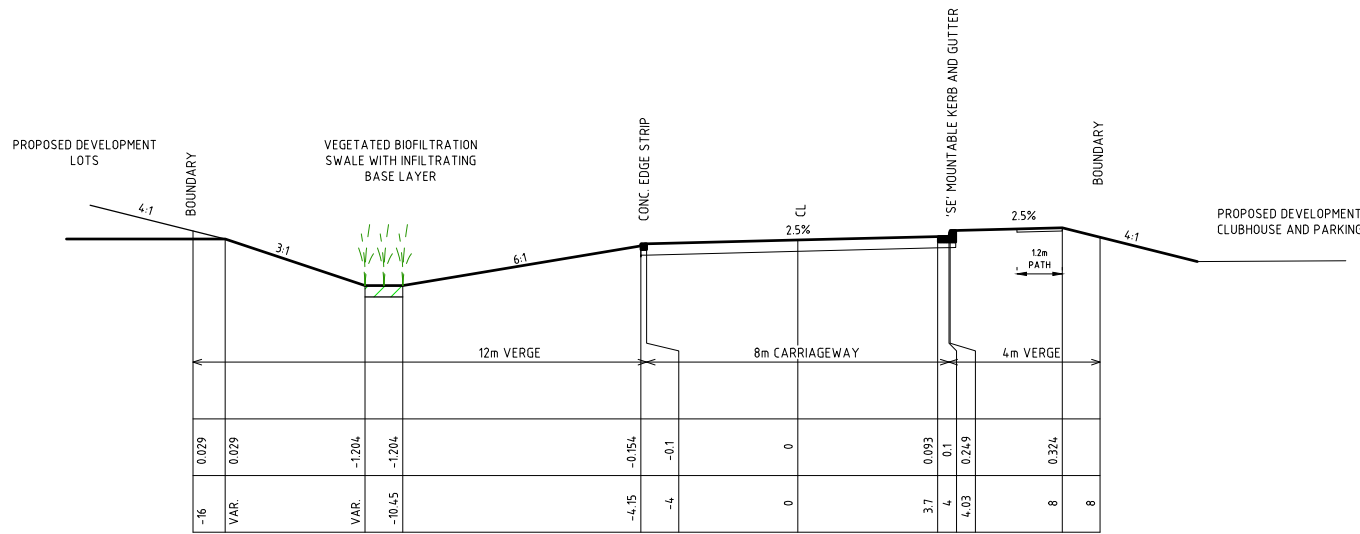 PROPOSED DEVELOPMENT
LOTS
BOUNDARY
VEGETATED BIOFILTRATION
SWALE WITH INFILTRATING
BASE LAYER
CONC. EDGE STRIP
CL
'SE' MOUNTABLE KERB AND GUTTER
BOUNDARY
PROPOSED DEVELOPMENT
CLUBHOUSE AND PARKING
4:1
3:1
6:1
2.5%
2.5%
4:1
1.2m
PATH
12m VERGE
8m CARRIAGEWAY
4m VERGE
0.029
0.029
-1.204
-1.204
-0.154
-0.1
0
0.093
0.1
0.249
0.324
-16
VAR.
VAR.
-10.45
-4.15
-4
0
3.7
4
4.03
8
8